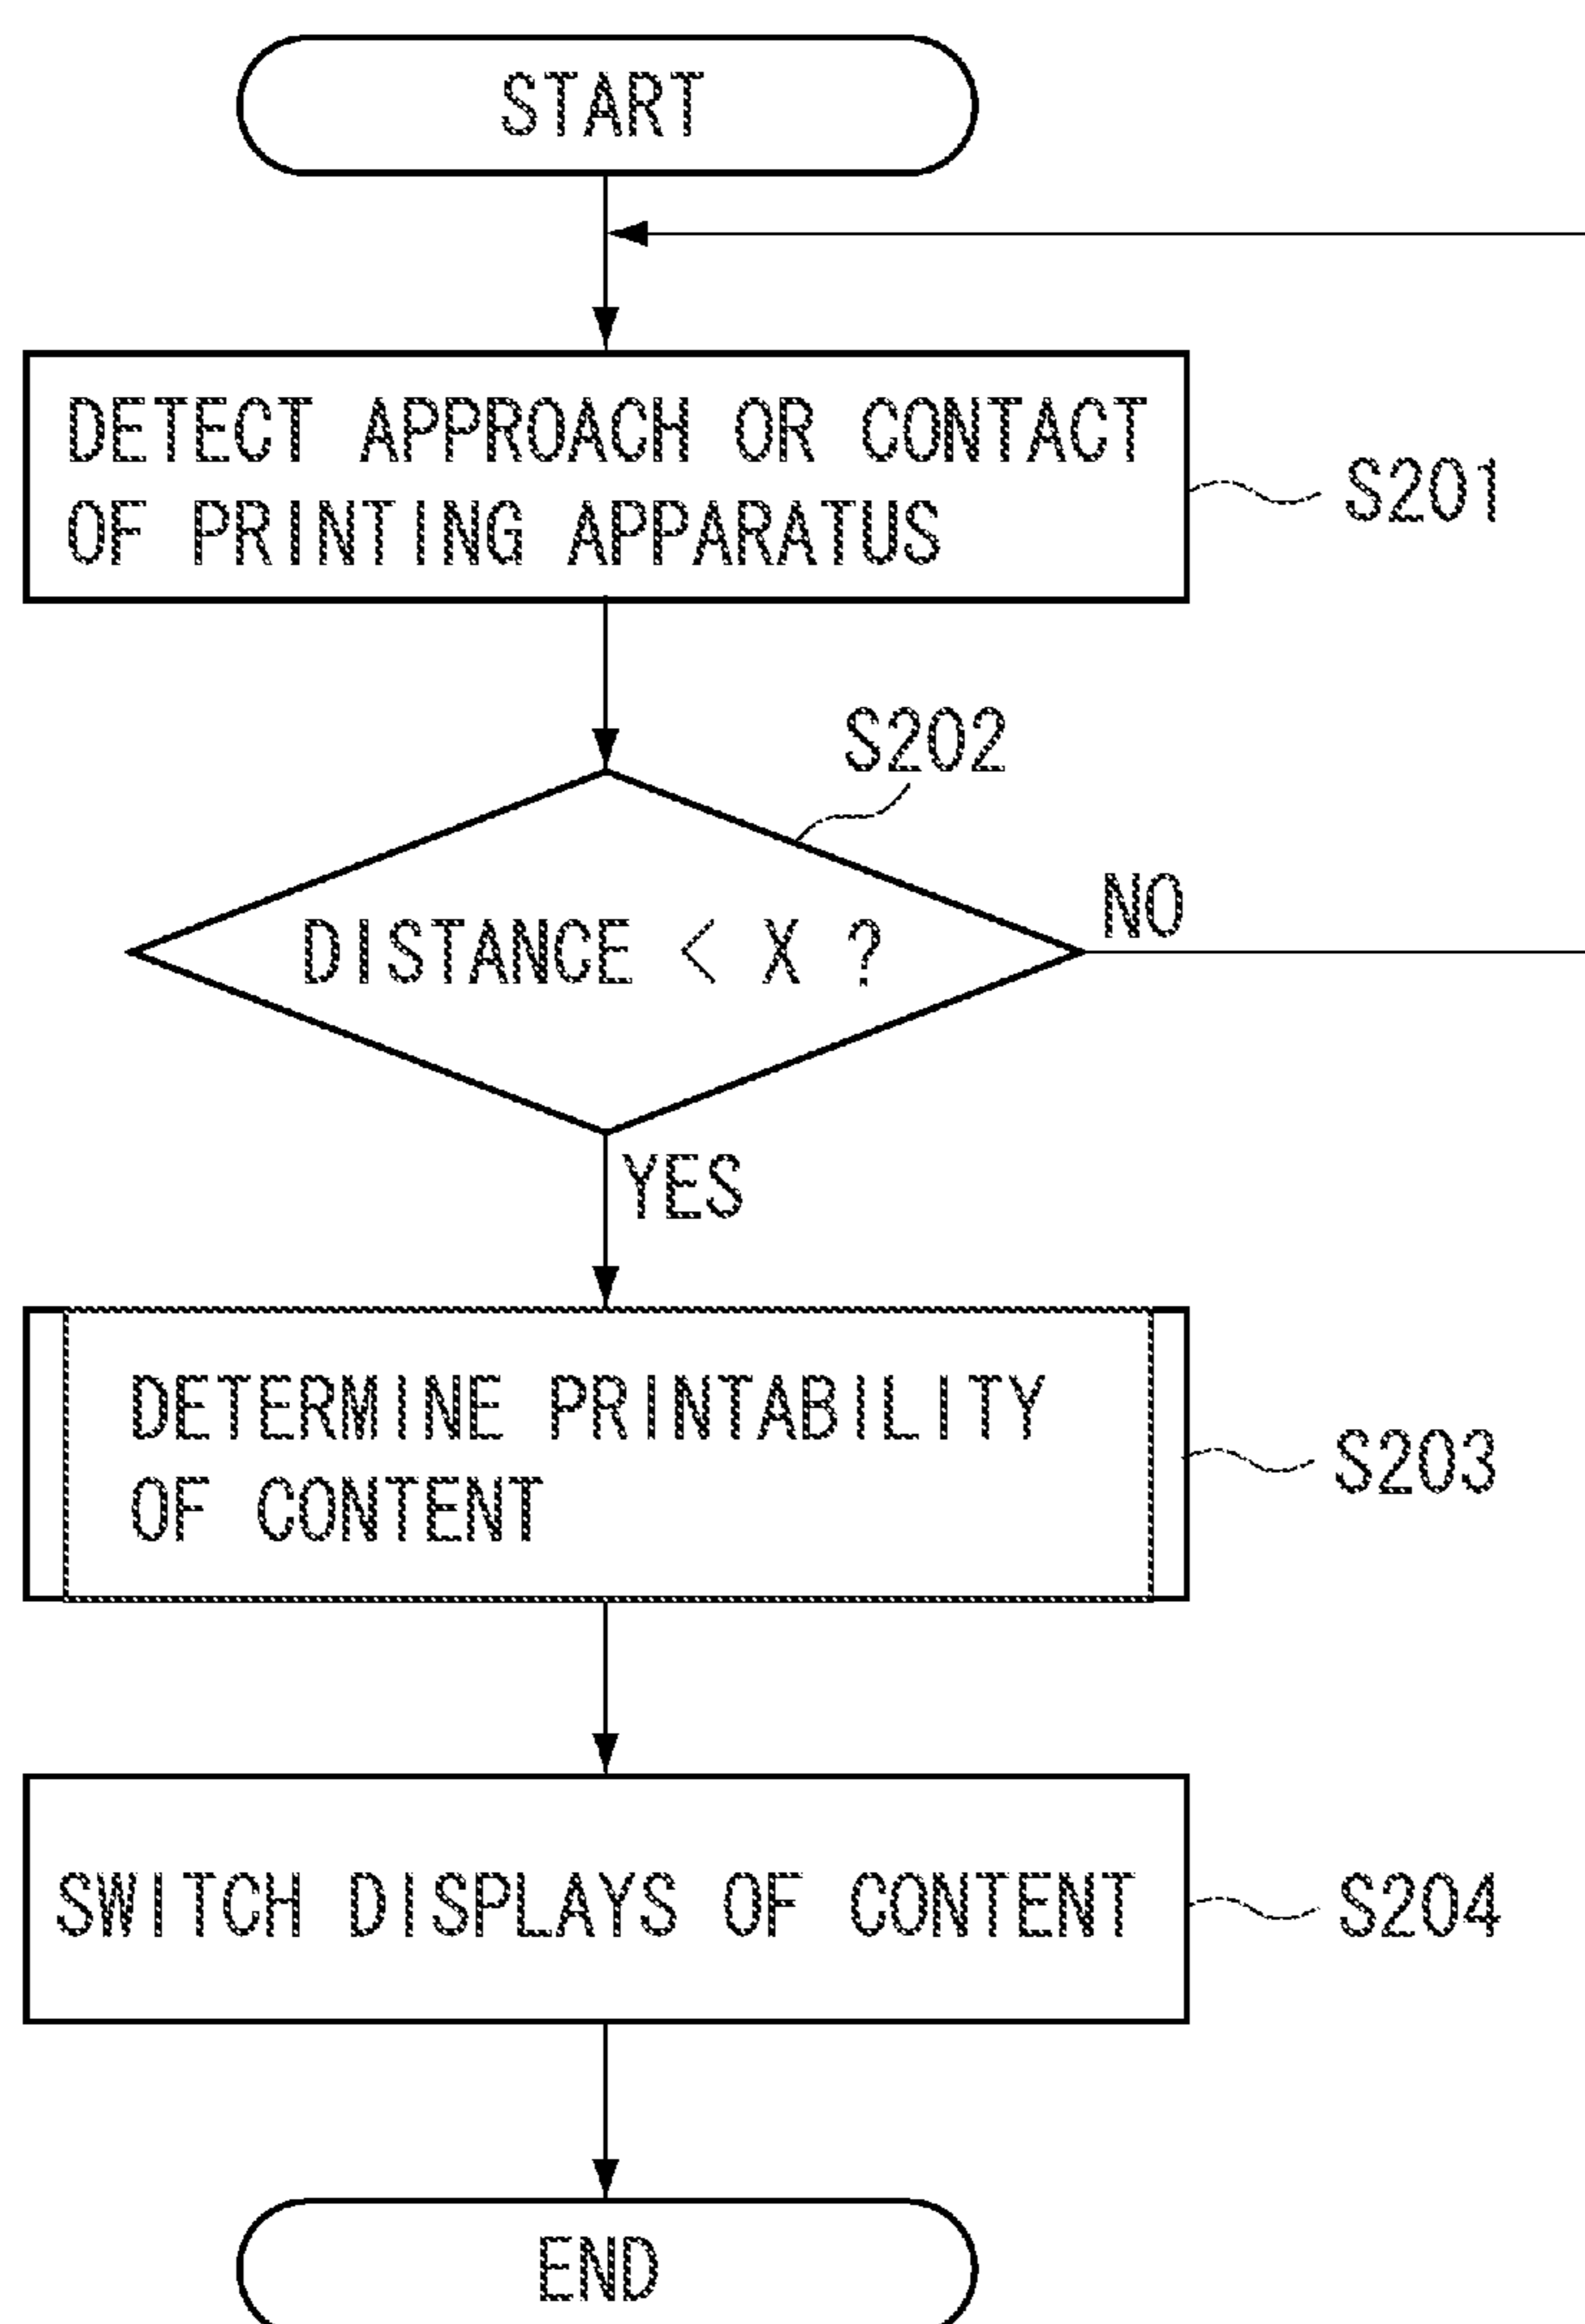 START
DETECT APPROACH OR CONTACT
OF PRINTING APPARATUS
S201
S202
DISTANCE < X ?
NO
YES
DETERMINE PRINTABILITY
OF CONTENT
S203
SWITCH DISPLAYS OF CONTENT
S204
END